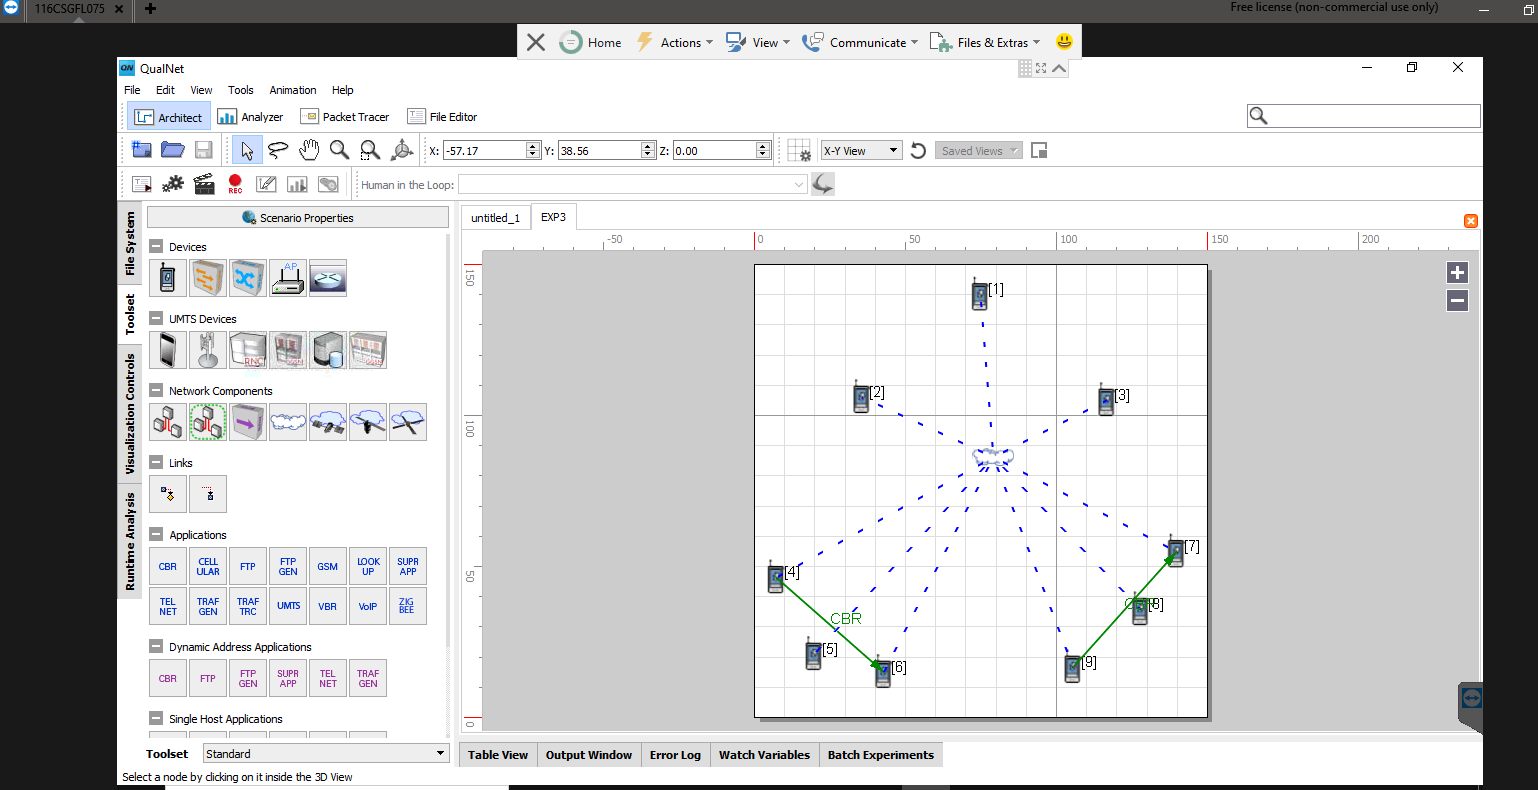 116CSGFL075
Free license (non-commercial use only)
Home Actions View Communicate Files & Extras
QN QualNet
File Edit View Tools Animation Help
Architect Analyzer Packet Tracer File Editor
X: -57.17 Y: 38.56 Z: 0.00 X-Y View Saved Views
REC Human in the Loop:
File System
Toolset
Visualization Controls
Runtime Analysis
Scenario Properties
Devices
AP
UMTS Devices
RNC
Network Components
Links
Applications
CBR CELL ULAR FTP FTP GEN GSM LOOK UP SUPR APP
TEL NET TRAF GEN TRAF TRC UMTS VBR VoIP ZIG BEE
Dynamic Address Applications
CBR FTP FTP GEN SUPR APP TEL NET TRAF GEN
Single Host Applications
Toolset Standard
Select a node by clicking on it inside the 3D View
untitled_1 EXP3
-50 0 50 100 150 200
150
100
50
0
[1]
[2]
[3]
[4]
[5]
[6]
[7]
[8]
[9]
CBR
Table View Output Window Error Log Watch Variables Batch Experiments